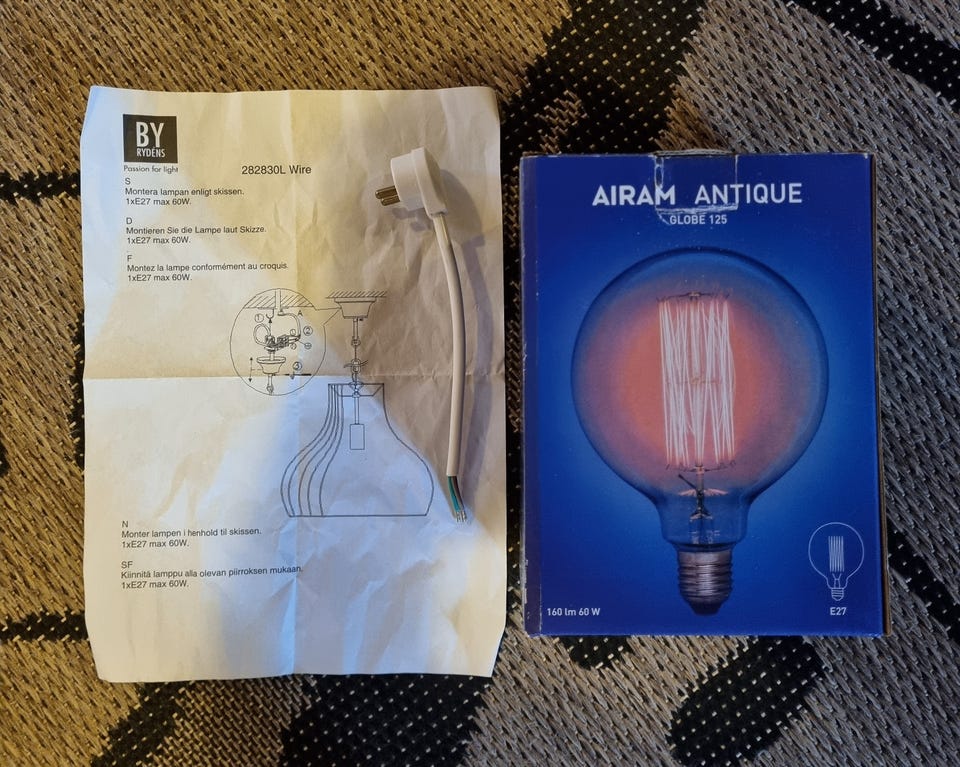 BY
RYDENS
Passion for light
282830L Wire
S
Montera lampan enligt skissen.
1xE27 max 60W.
D
Montieren Sie die Lampe laut Skizze.
1xE27 max 60W.
F
Montez la lampe conformément au croquis.
1xE27 max 60W.
1
A
2
3
N
Monter lampen i henhold til skissen.
1xE27 max 60W.
SF
Kiinnitä lamppu alla olevan piirroksen mukaan.
1xE27 max 60W.
AIRAM ANTIQUE
GLOBE 125
160 lm 60 W
E27